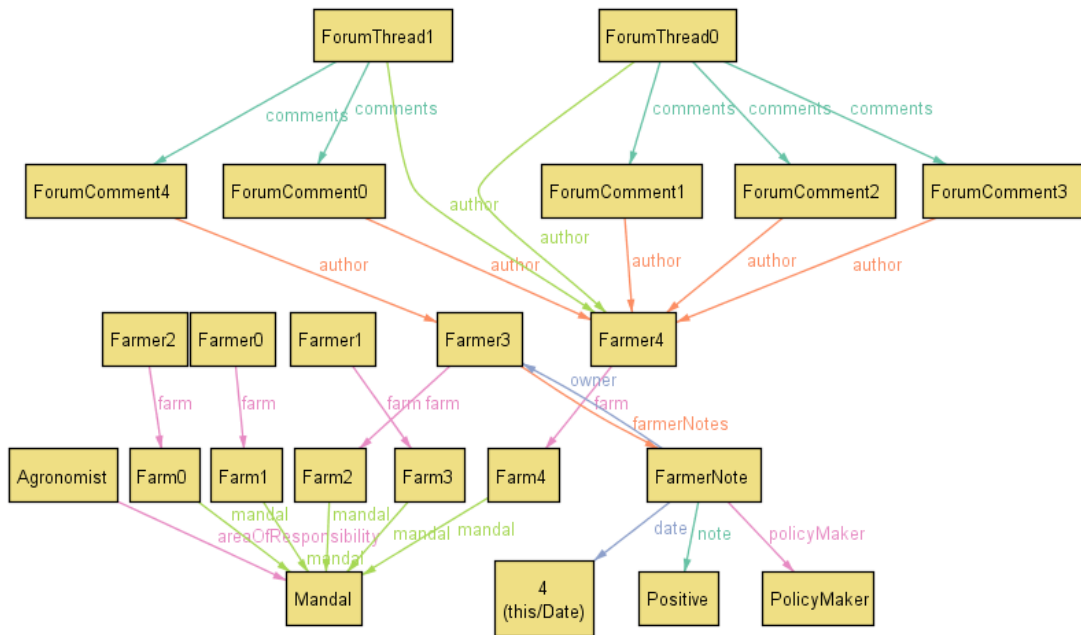 ForumThread1
ForumThread0
comments
comments
comments
comments
comments
ForumComment4
ForumComment0
ForumComment1
ForumComment2
ForumComment3
author
author
author
author
author
author
author
Farmer2
Farmer0
Farmer1
Farmer3
Farmer4
owner
farm
farm
farm
farm
farm
farmerNotes
Agronomist
Farm0
Farm1
Farm2
Farm3
Farm4
FarmerNote
mandal
mandal
mandal
mandal
areaOfResponsibility
mandal
date
note
policyMaker
Mandal
4
(this/Date)
Positive
PolicyMaker